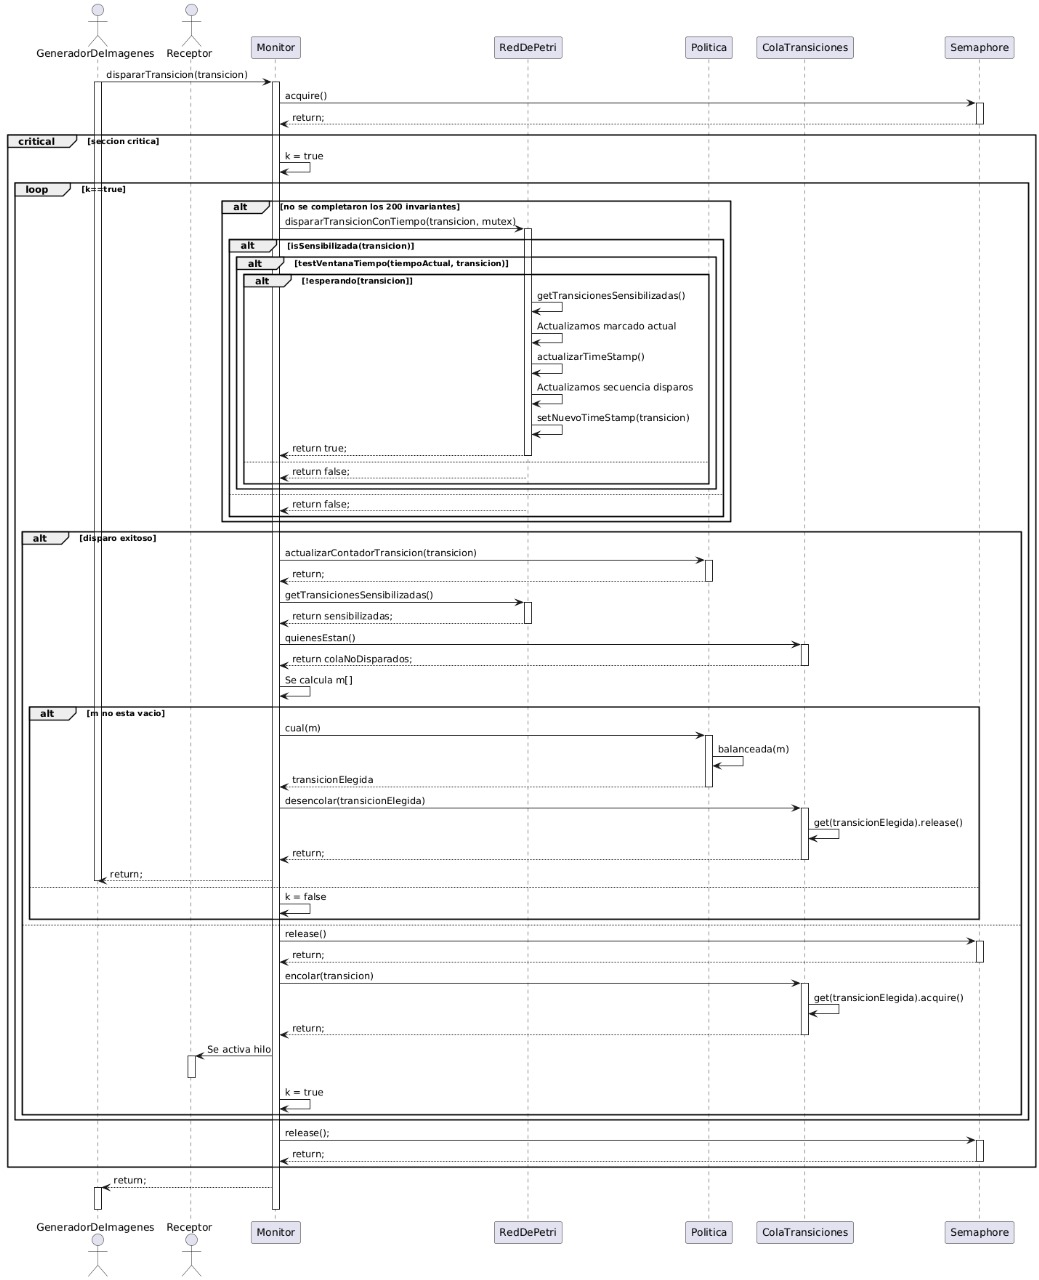 GeneradorDeImagenes
Receptor
Monitor
RedDePetri
Politica
ColaTransiciones
Semaphore
dispararTransicion(transicion)
acquire()
return;
critical
[seccion critica]
k = true
loop
[k==true]
alt
[no se completaron los 200 invariantes]
dispararTransicionConTiempo(transicion, mutex)
alt
[isSensibilizada(transicion)]
alt
[testVentanaTiempo(tiempoActual, transicion)]
alt
[!esperando[transicion]]
getTransicionesSensibilizadas()
Actualizamos marcado actual
actualizarTimeStamp()
Actualizamos secuencia disparos
setNuevoTimeStamp(transicion)
return true;
return false;
return false;
alt
[disparo exitoso]
actualizarContadorTransicion(transicion)
return;
getTransicionesSensibilizadas()
return sensibilizadas;
quienesEstan()
return colaNoDisparados;
Se calcula m[]
alt
[m no esta vacio]
cual(m)
balanceada(m)
transicionElegida
desencolar(transicionElegida)
get(transicionElegida).release()
return;
return;
k = false
release()
return;
encolar(transicion)
get(transicionElegida).acquire()
return;
Se activa hilo
k = true
release();
return;
return;
GeneradorDeImagenes
Receptor
Monitor
RedDePetri
Politica
ColaTransiciones
Semaphore